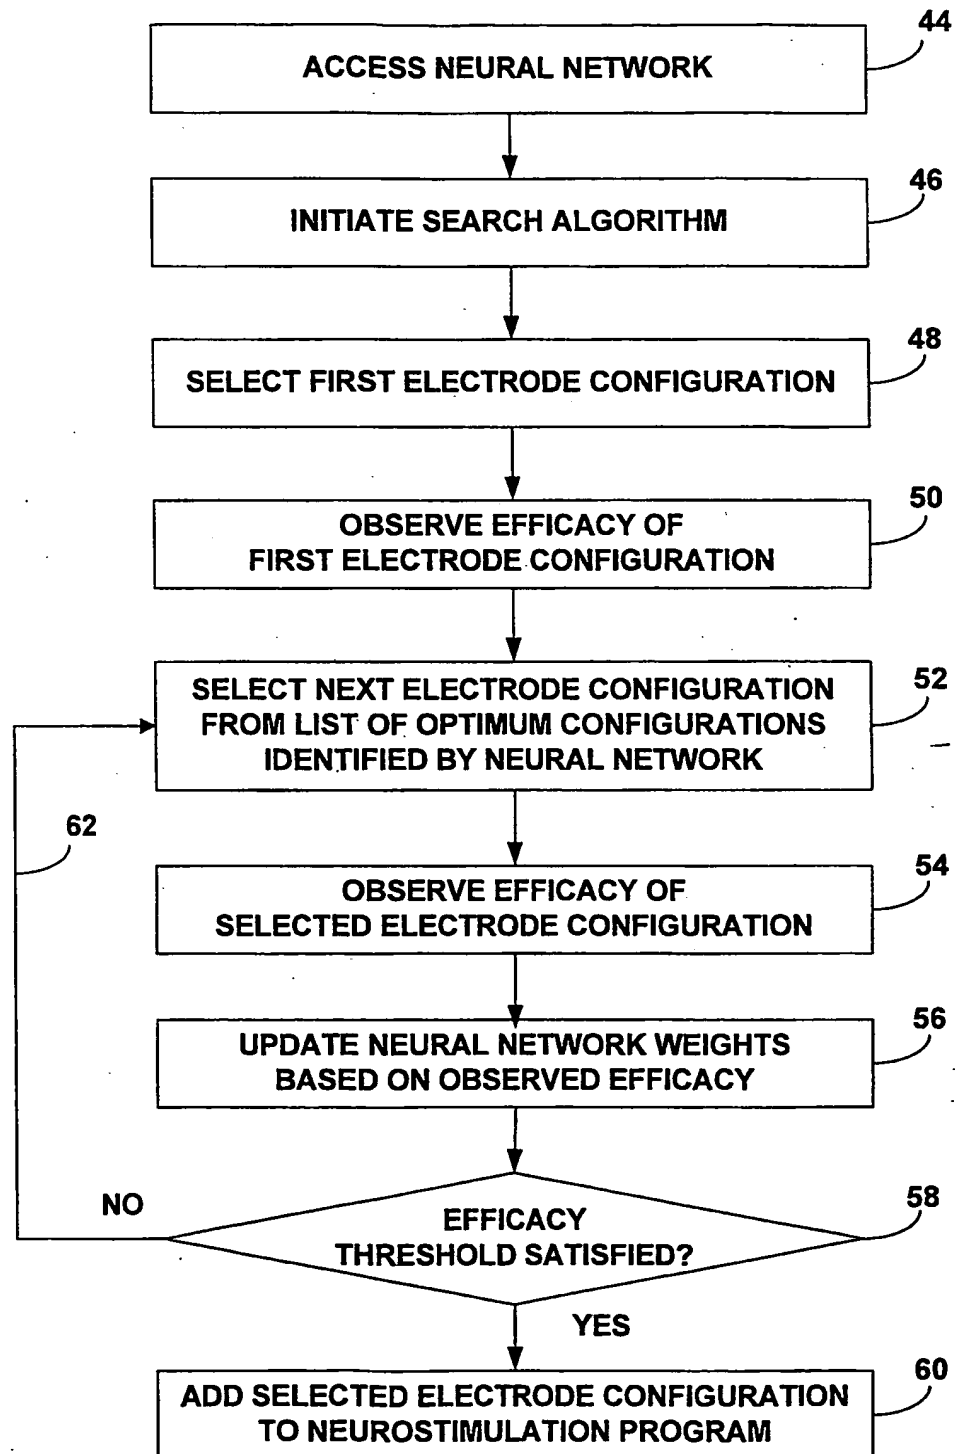 44
ACCESS NEURAL NETWORK
46
INITIATE SEARCH ALGORITHM
48
SELECT FIRST ELECTRODE CONFIGURATION
50
OBSERVE EFFICACY OF
FIRST ELECTRODE CONFIGURATION
52
SELECT NEXT ELECTRODE CONFIGURATION
FROM LIST OF OPTIMUM CONFIGURATIONS
IDENTIFIED BY NEURAL NETWORK
62
54
OBSERVE EFFICACY OF
SELECTED ELECTRODE CONFIGURATION
56
UPDATE NEURAL NETWORK WEIGHTS
BASED ON OBSERVED EFFICACY
NO
58
EFFICACY
THRESHOLD SATISFIED?
YES
60
ADD SELECTED ELECTRODE CONFIGURATION
TO NEUROSTIMULATION PROGRAM